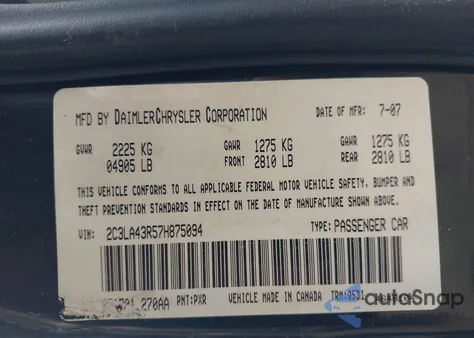 MFD BY DAIMLERCHRYSLER CORPORATION DATE OF MFR: 7-07
GVWR 2225 KG GAWR 1275 KG GAWR 1275 KG
04905 LB FRONT 2810 LB REAR 2810 LB
THIS VEHICLE CONFORMS TO ALL APPLICABLE FEDERAL MOTOR VEHICLE SAFETY, BUMPER AND
THEFT PREVENTION STANDARDS IN EFFECT ON THE DATE OF MANUFACTURE SHOWN ABOVE.
VIN: 2C3LA43R57H875094 TYPE: PASSENGER CAR
270AA PNT:PXR VEHICLE MADE IN CANADA TRM:
autoSnap